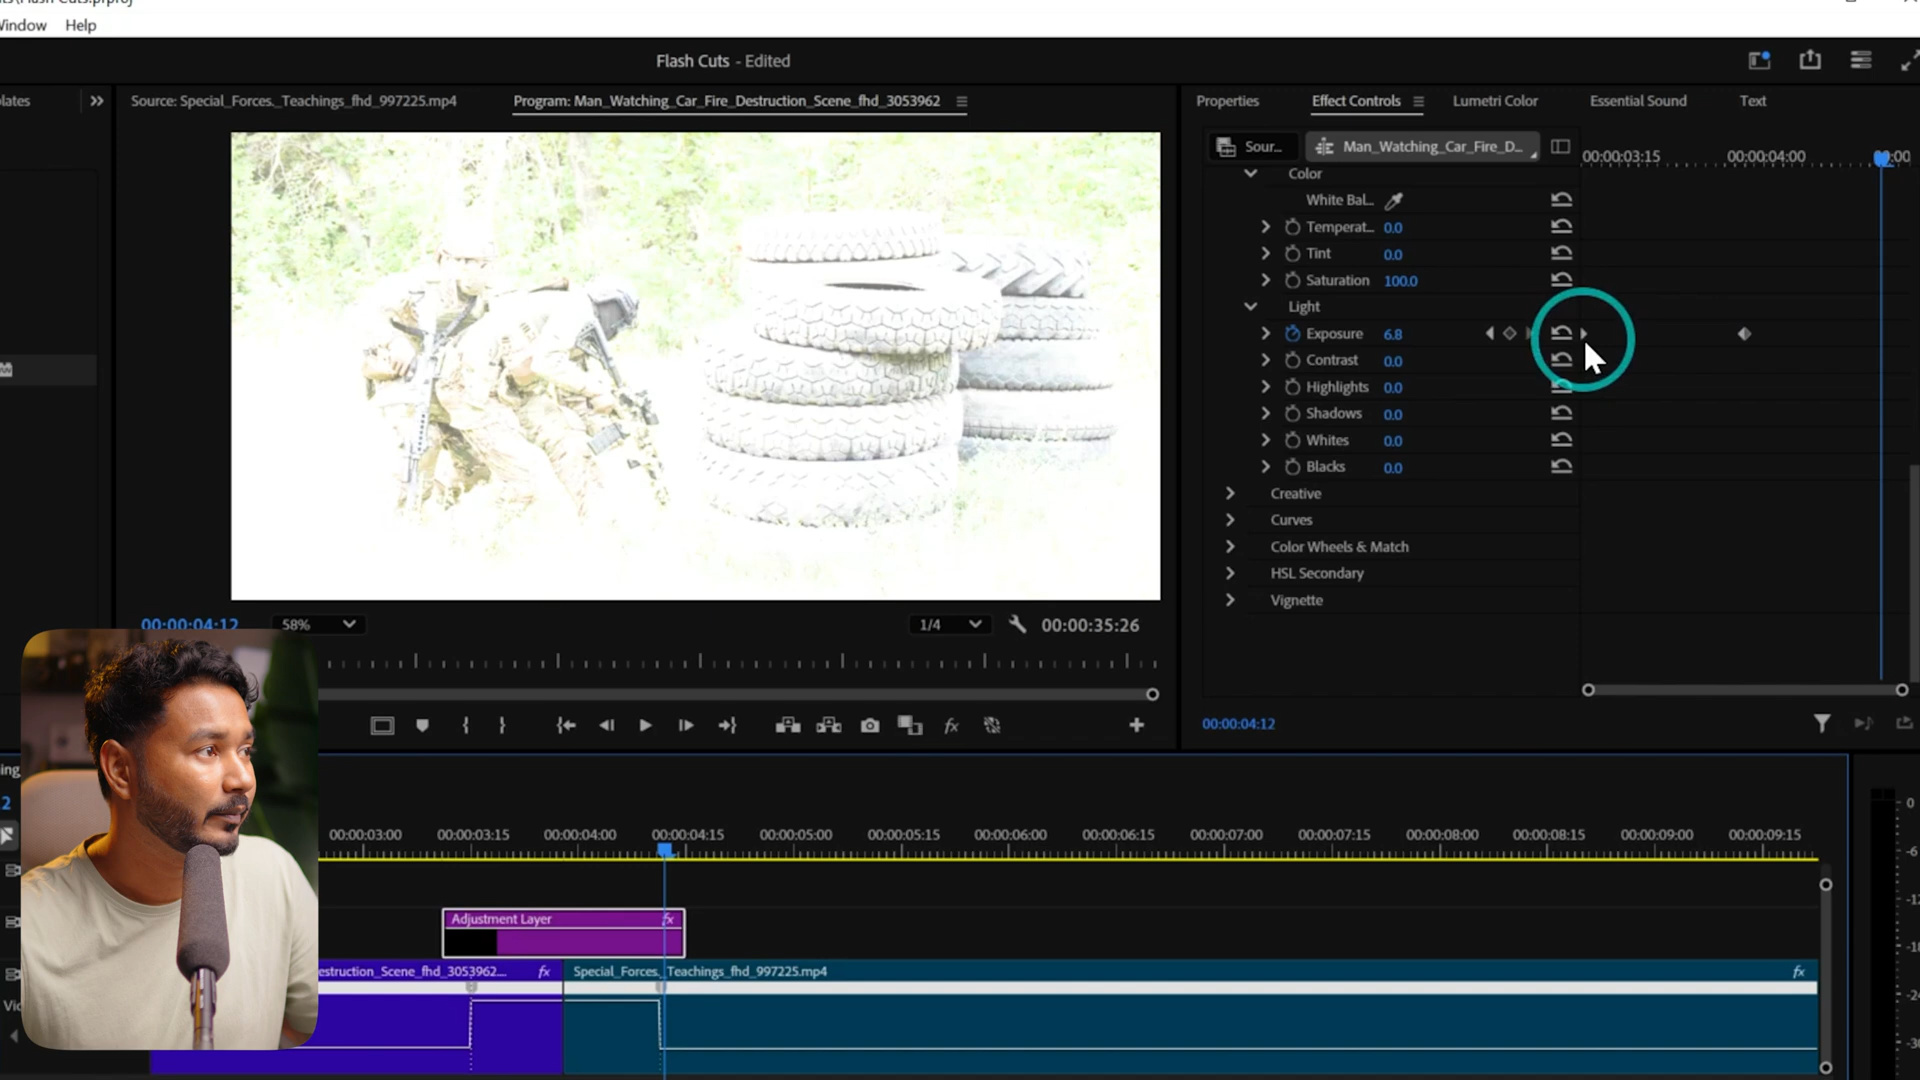 Window Help
Flash Cuts - Edited
Source: Special_Forces._Teachings_fhd_997225.mp4
Program: Man_Watching_Car_Fire_Destruction_Scene_fhd_3053962
Properties
Effect Controls
Lumetri Color
Essential Sound
Text
Sour...
Man_Watching_Car_Fire_D...
00:00:03:15
00:00:04:00
Color
White Bal...
Temperat... 0.0
Tint 0.0
Saturation 100.0
Light
Exposure 6.8
Contrast 0.0
Highlights 0.0
Shadows 0.0
Whites 0.0
Blacks 0.0
Creative
Curves
Color Wheels & Match
HSL Secondary
Vignette
00:00:04:12
58%
1/4
00:00:35:26
fx
00:00:04:12
00:00:03:00 00:00:03:15 00:00:04:00 00:00:04:15 00:00:05:00 00:00:05:15 00:00:06:00 00:00:06:15 00:00:07:00 00:00:07:15 00:00:08:00 00:00:08:15 00:00:09:00 00:00:09:15
Adjustment Layer fx
estruction_Scene_fhd_3053962... fx
Special_Forces._Teachings_fhd_997225.mp4 fx
0
-6